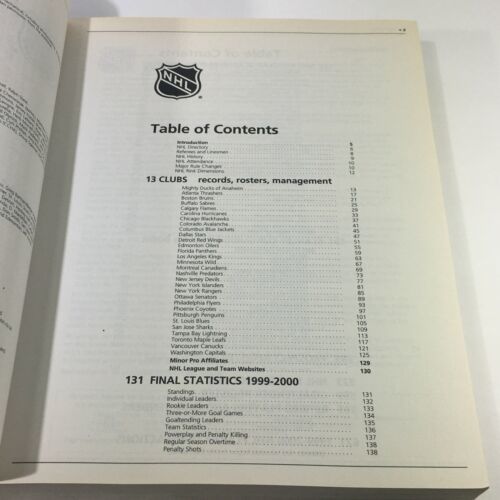 NHL
Table of Contents
Introduction 5
NHL Directory 6
Referees and Linesmen 8
NHL History 9
NHL Attendance 10
Major Rule Changes 10
NHL Rink Dimensions 12
13 CLUBS records, rosters, management
Mighty Ducks of Anaheim 13
Atlanta Thrashers 17
Boston Bruins 21
Buffalo Sabres 25
Calgary Flames 29
Carolina Hurricanes 33
Chicago Blackhawks 37
Colorado Avalanche 41
Columbus Blue Jackets 45
Dallas Stars 47
Detroit Red Wings 51
Edmonton Oilers 55
Florida Panthers 59
Los Angeles Kings 63
Minnesota Wild 67
Montreal Canadiens 69
Nashville Predators 73
New Jersey Devils 77
New York Islanders 81
New York Rangers 85
Ottawa Senators 89
Philadelphia Flyers 93
Phoenix Coyotes 97
Pittsburgh Penguins 101
St. Louis Blues 105
San Jose Sharks 109
Tampa Bay Lightning 113
Toronto Maple Leafs 117
Vancouver Canucks 121
Washington Capitals 125
Minor Pro Affiliates 129
NHL League and Team Websites 130
131 FINAL STATISTICS 1999-2000
Standings 131
Individual Leaders 132
Rookie Leaders 133
Three-or-More Goal Games 134
Goaltending Leaders 135
Team Statistics 136
Powerplay and Penalty Killing 137
Regular Season Overtime 138
Penalty Shots 138